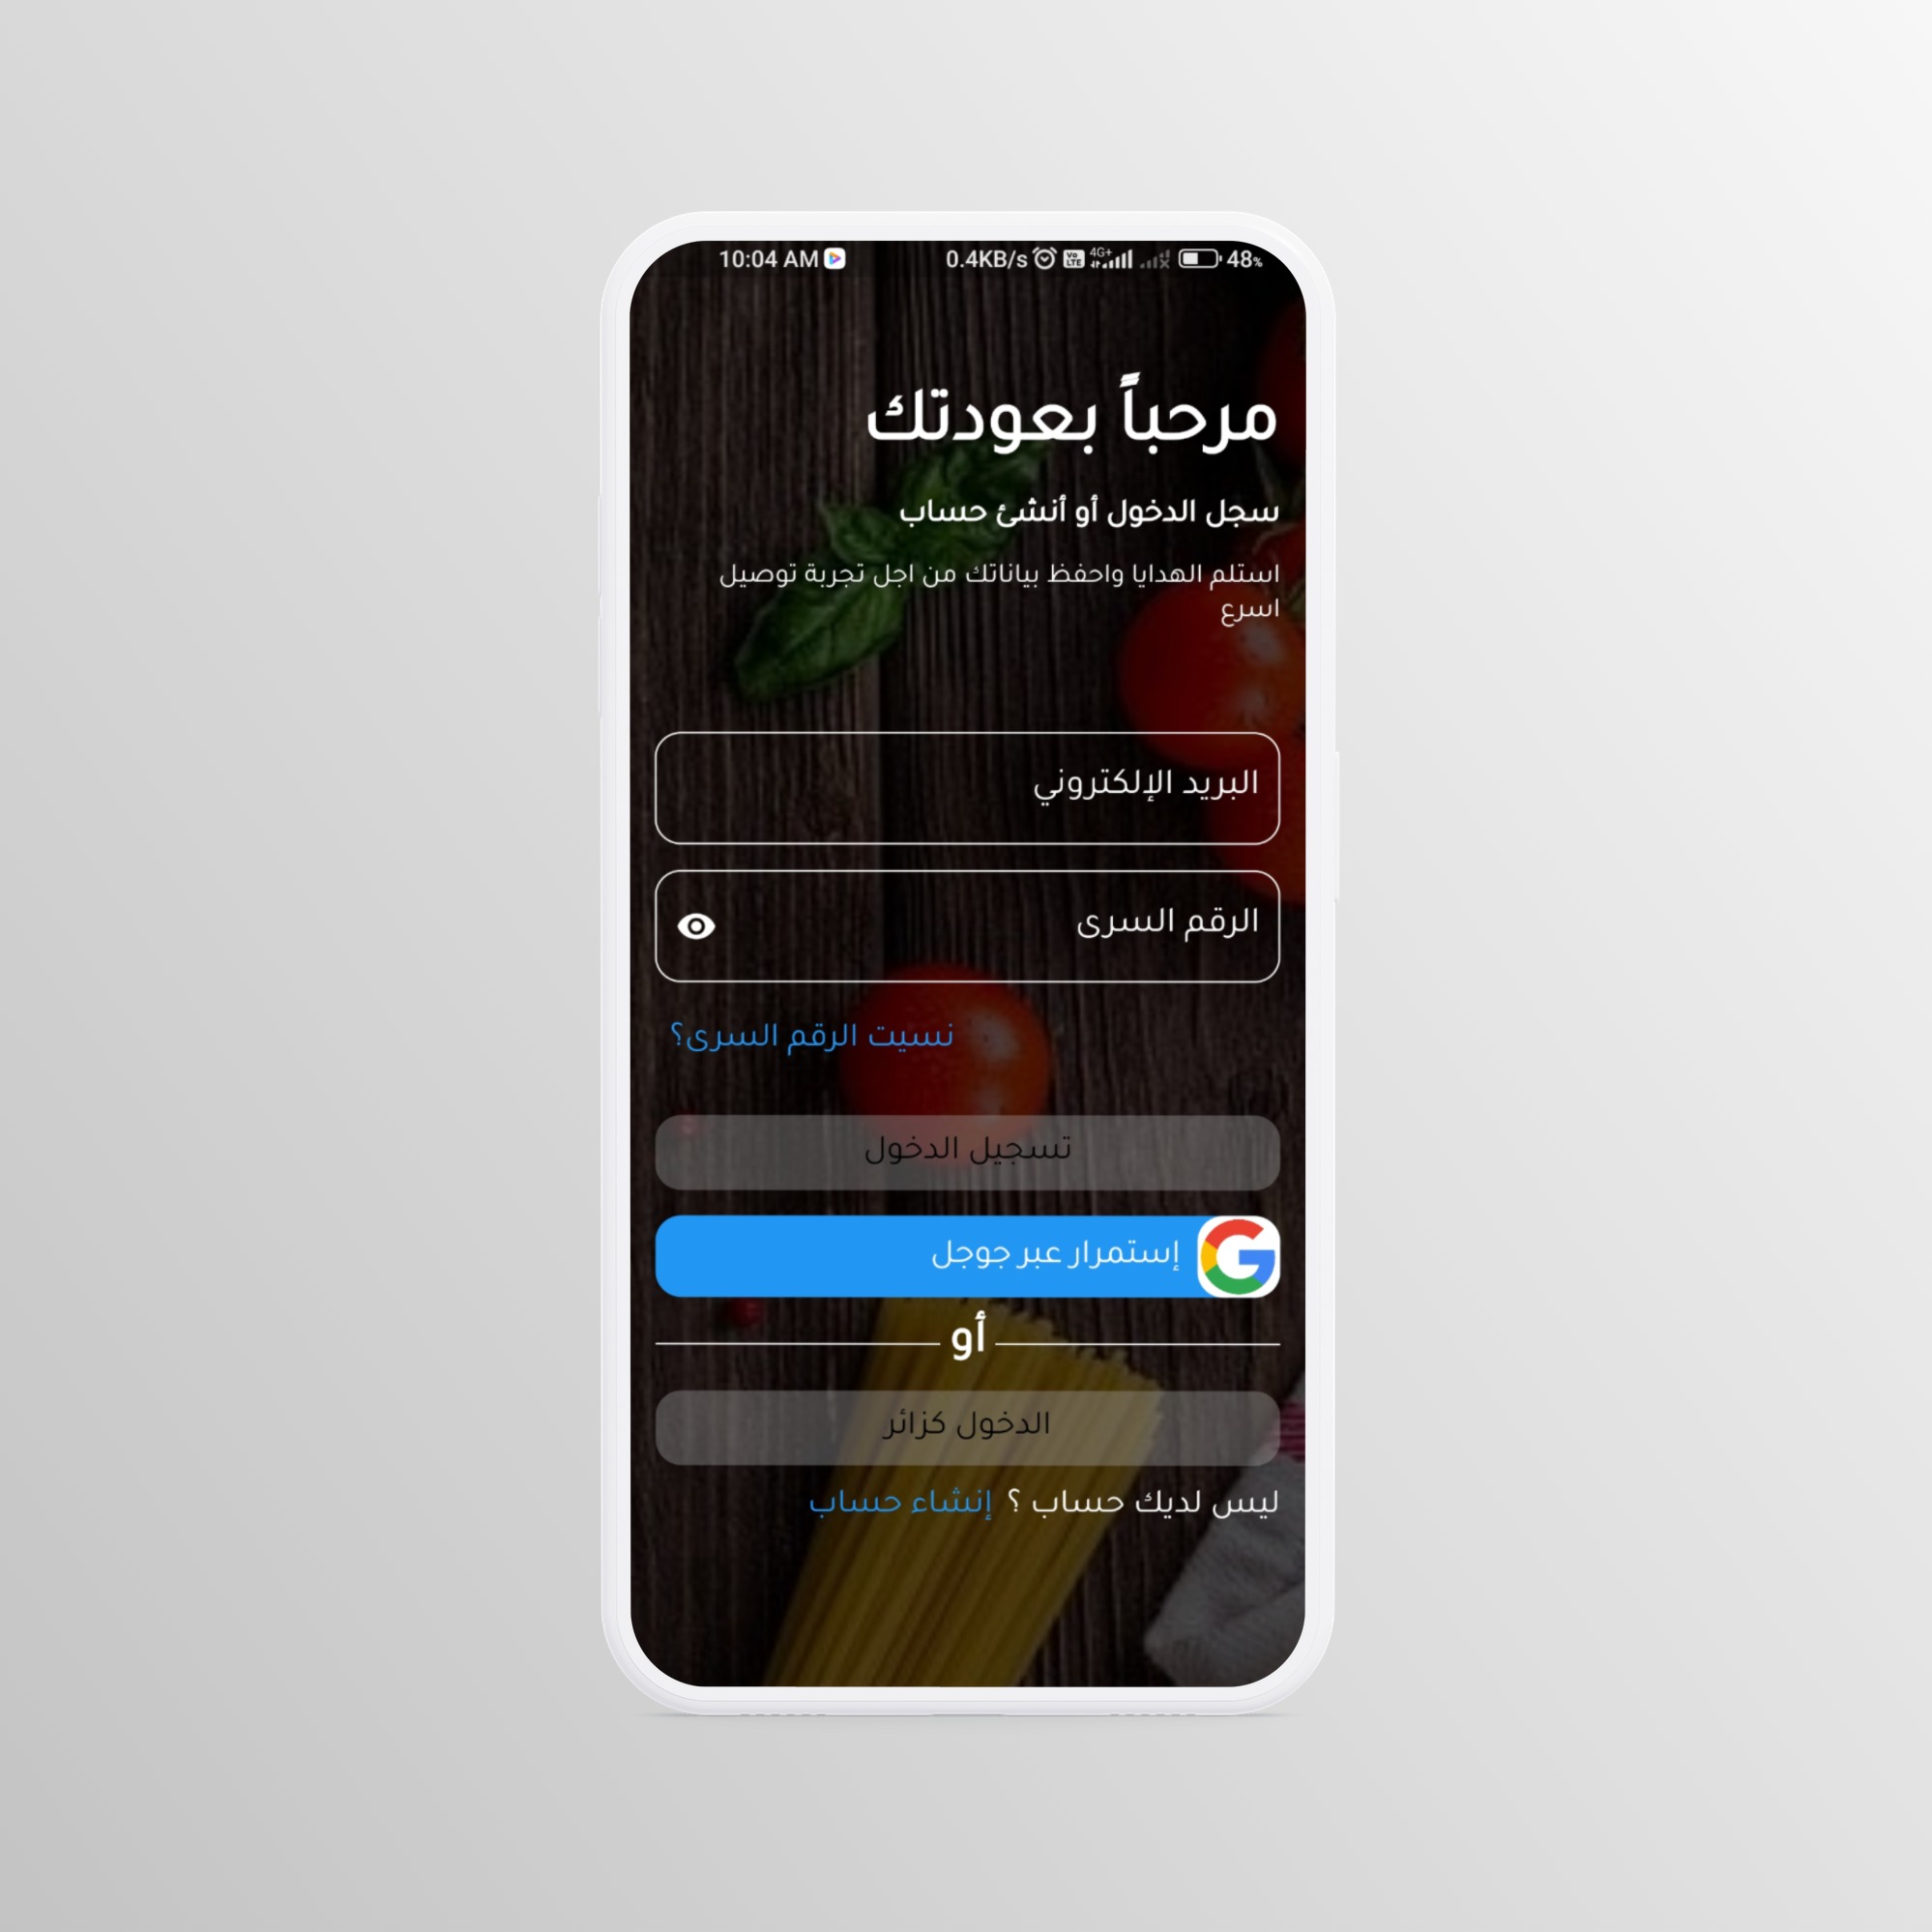 10:04 AM 0.4KB/s Vo LTE 4G+ 48%
مرحباً بعودتك
سجل الدخول أو أنشئ حساب
استلم الهدايا واحفظ بياناتك من اجل تجربة توصيل
اسرع
البريد الإلكتروني
الرقم السرى
نسيت الرقم السرى؟
تسجيل الدخول
إستمرار عبر جوجل
أو
الدخول كزائر
ليس لديك حساب ؟ إنشاء حساب